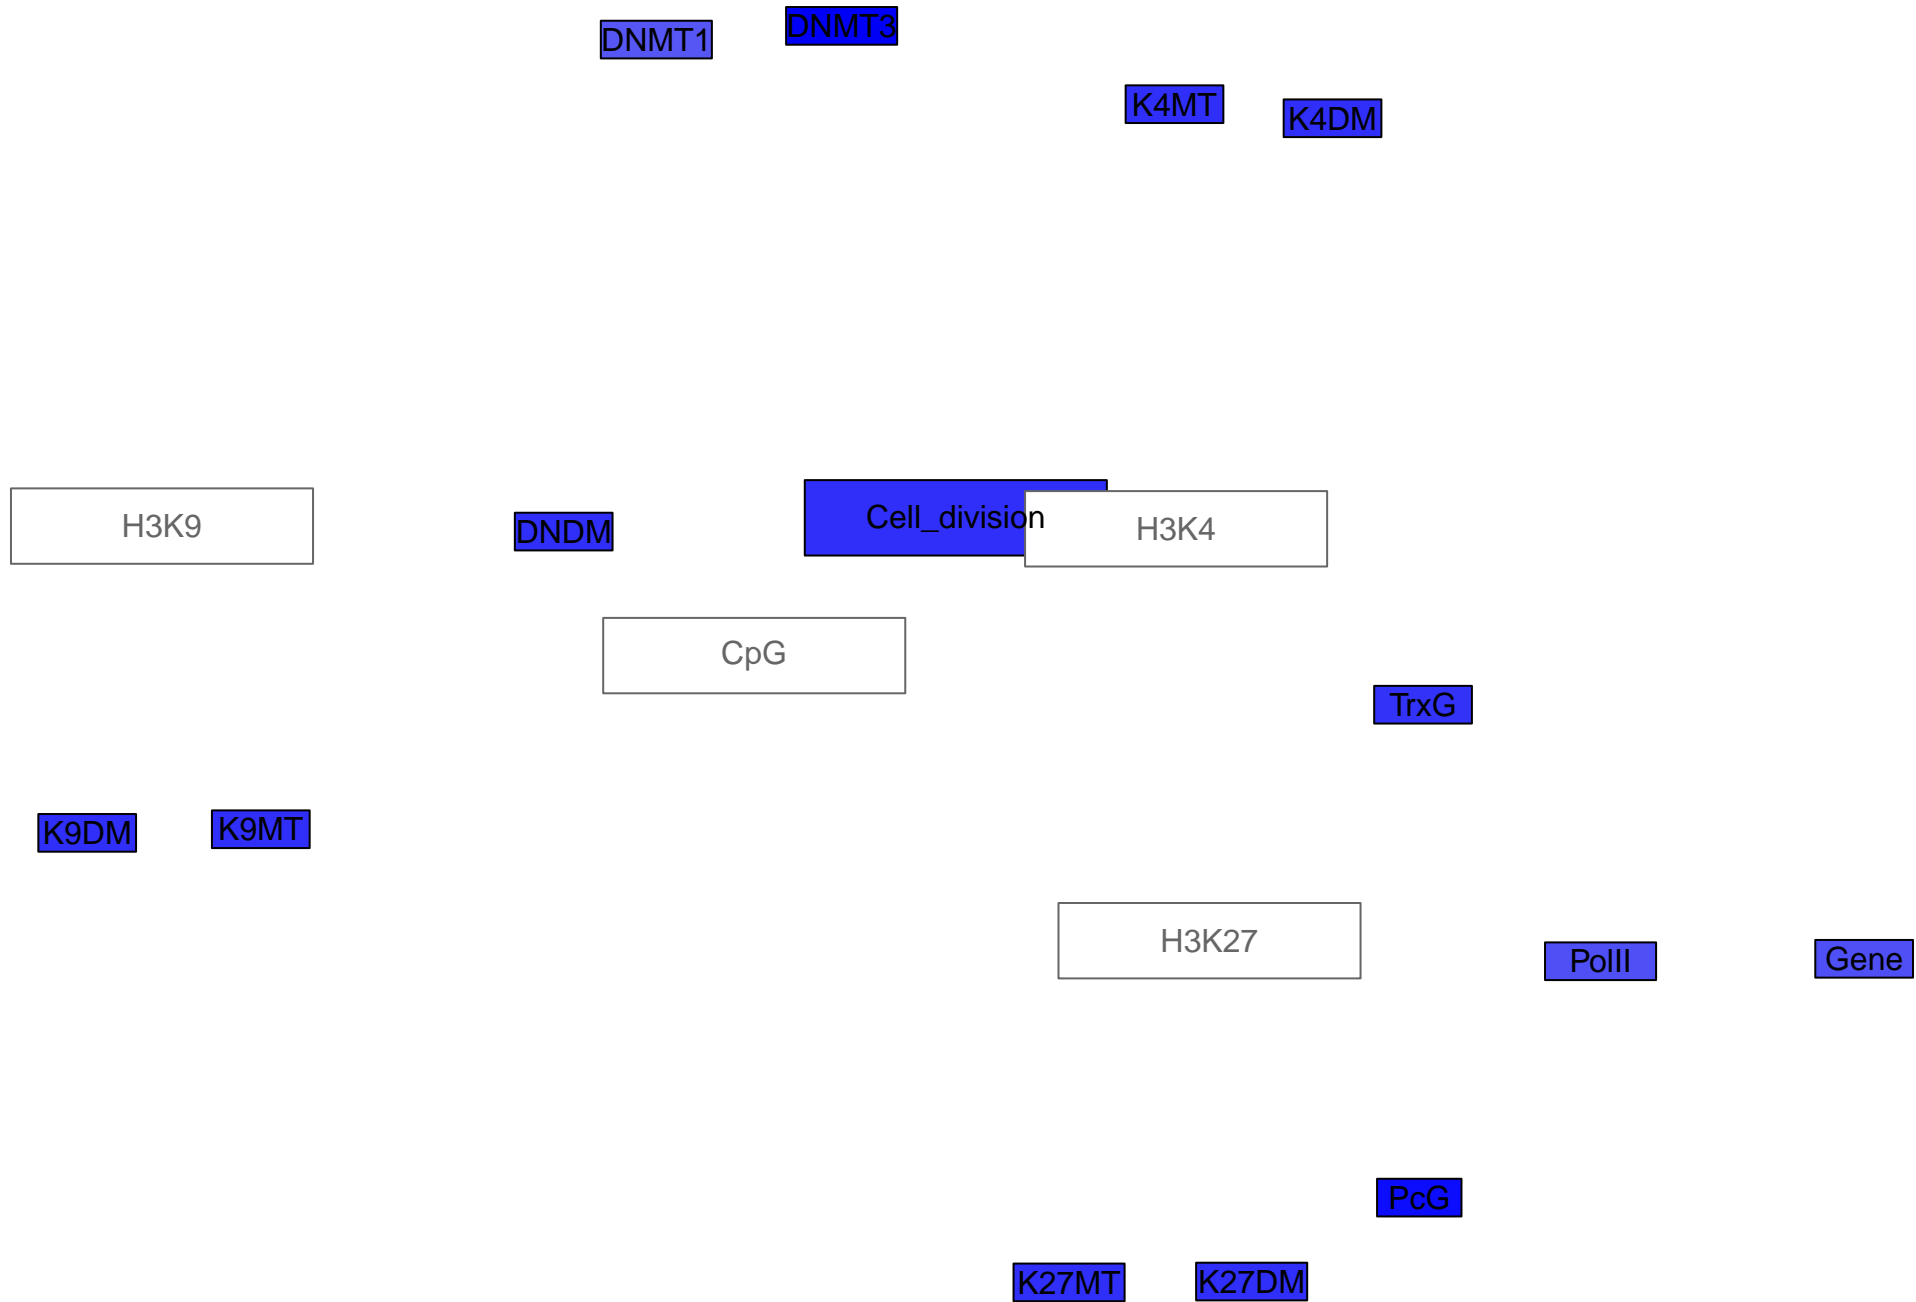 DNMT1
DNMT3
K4MT
K4DM
H3K9
DNDM
Cell_division
H3K4
CpG
TrxG
K9DM
K9MT
H3K27
PolII
Gene
PcG
K27MT
K27DM